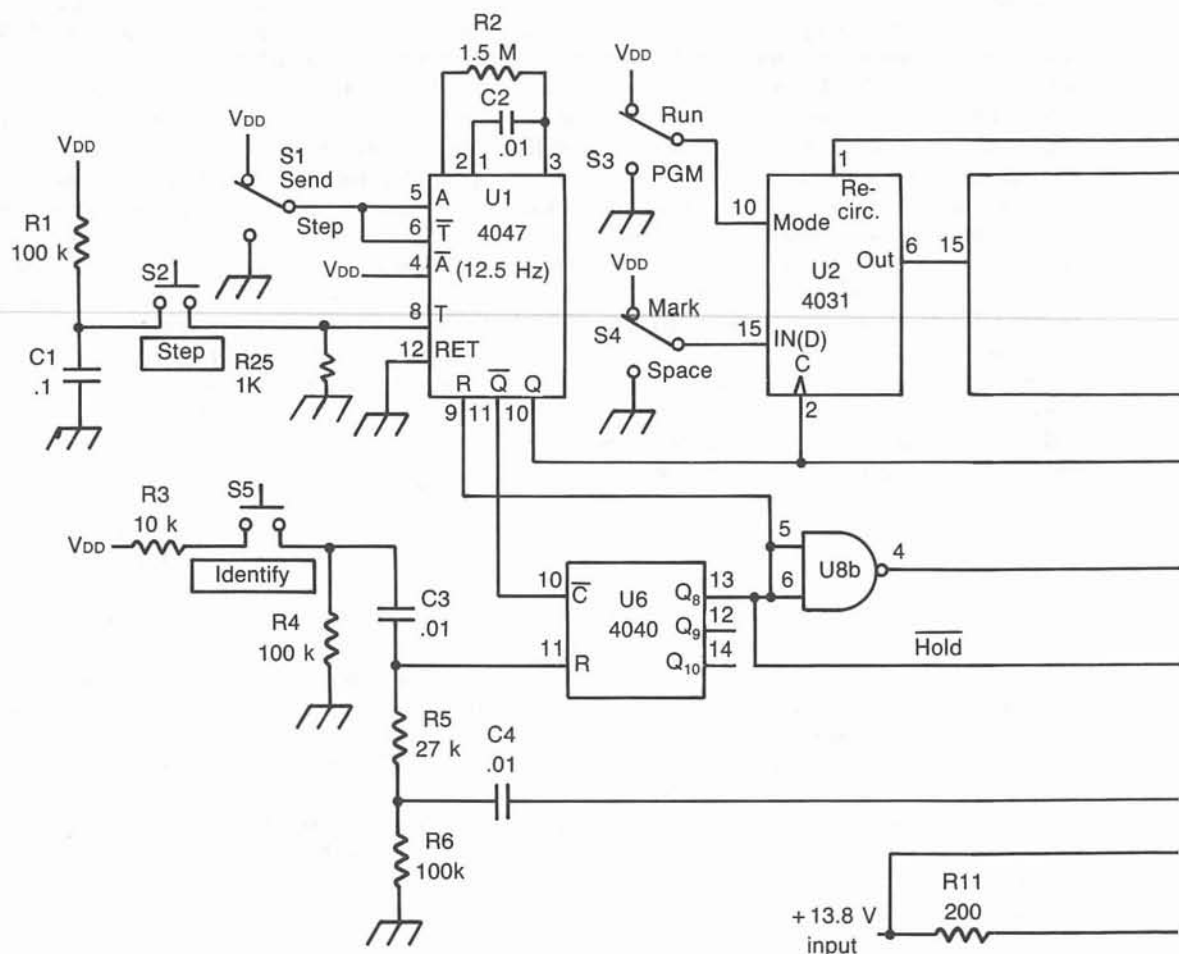 R2
1.5 M
C2
.01
2 1 3
VDD
S1
Send
Step
VDD
R1
100 k
S2
Step
C1
.1
R25
1K
5 A
6 T̅
VDD 4 A̅
8 T
12 RET
U1
4047
(12.5 Hz)
R Q̅ Q
9 11 10
VDD
Run
S3
PGM
VDD
Mark
S4
Space
1
Re-
circ.
10 Mode
U2
4031
Out 6 15
15 IN(D)
C
2
R3
10 k
VDD
S5
Identify
R4
100 k
C3
.01
10 C̅
U6
4040
11 R
Q8 13
Q9 12
Q10 14
5
6
U8b
4
H̅o̅l̅d̅
R5
27 k
C4
.01
R6
100k
+ 13.8 V
input
R11
200